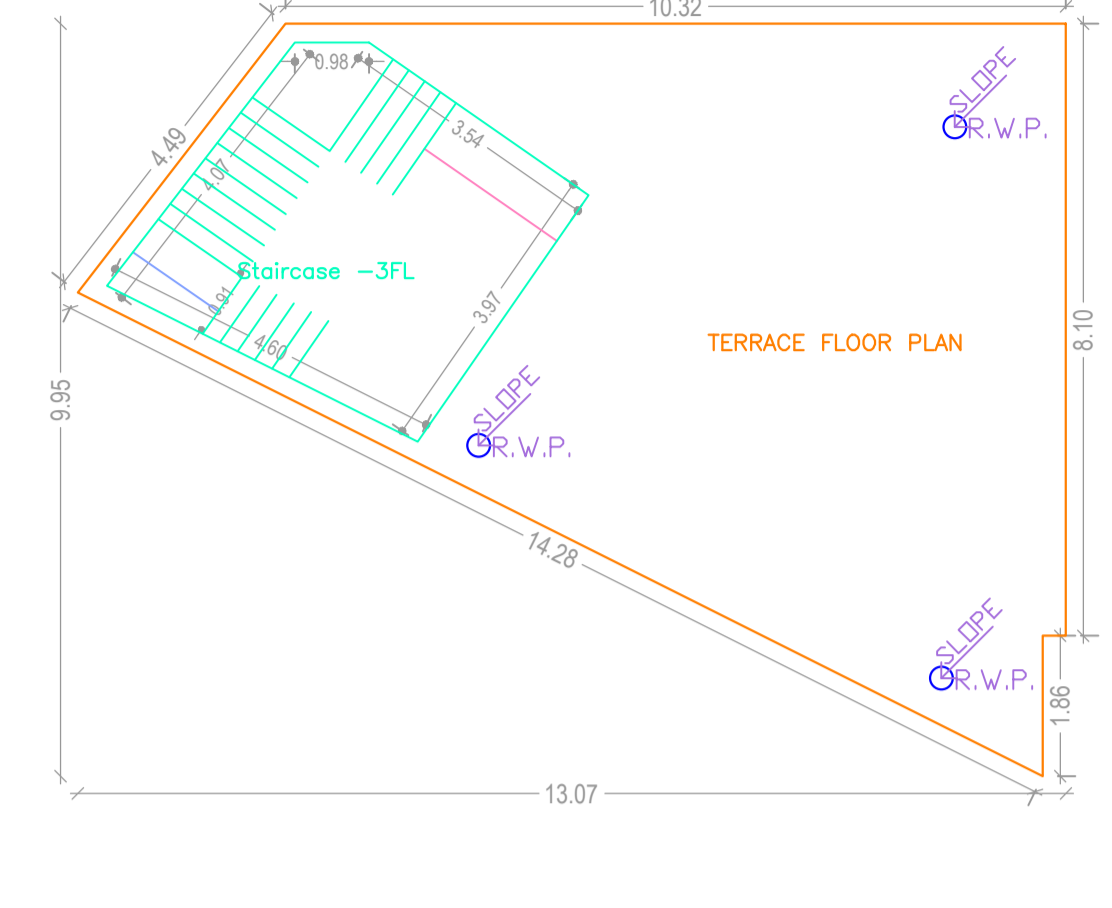 10.32
0.98
SLOPE
R.W.P.
3.54
4.49
4.07
Staircase -3FL
0.91
3.97
4.60
TERRACE FLOOR PLAN
8.10
9.95
SLOPE
R.W.P.
14.28
SLOPE
R.W.P.
1.86
13.07